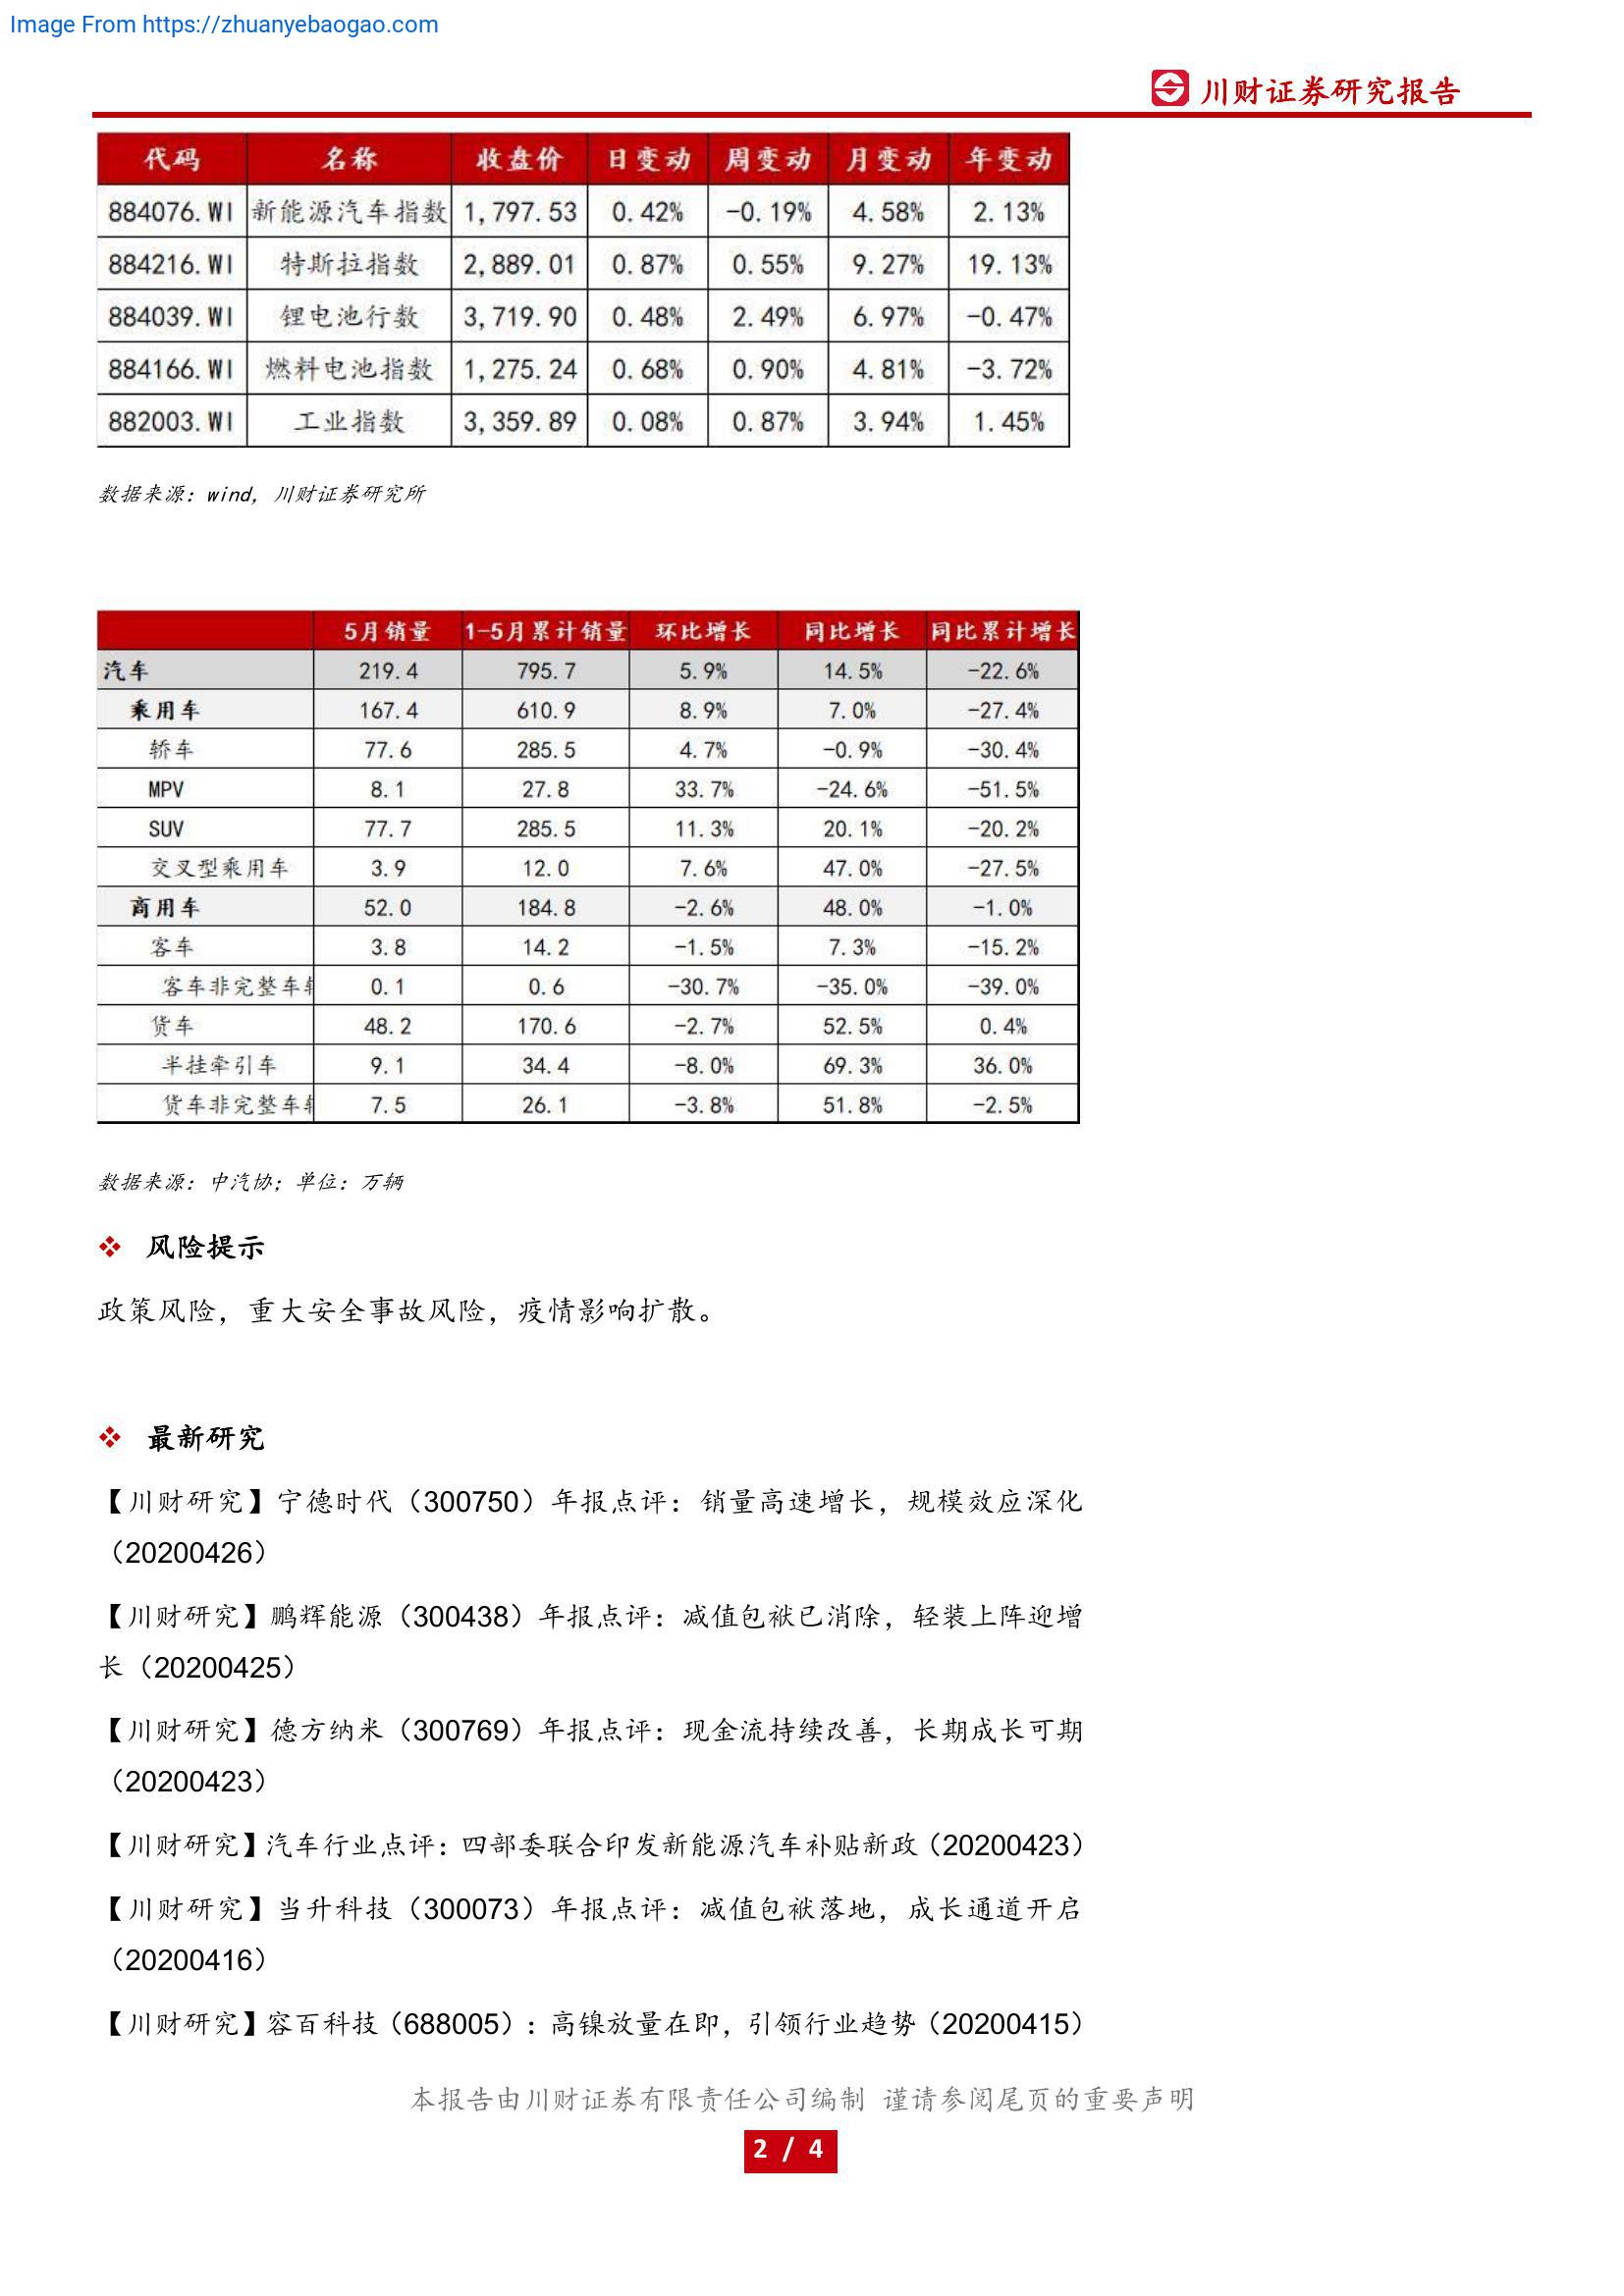 Image From https://zhuanyebaogao.com
川财证券研究报告
代码 名称 收盘价 日变动 周变动 月变动 年变动
884076.WI 新能源汽车指数 1,797.53 0.42% -0.19% 4.58% 2.13%
884216.WI 特斯拉指数 2,889.01 0.87% 0.55% 9.27% 19.13%
884039.WI 锂电池行数 3,719.90 0.48% 2.49% 6.97% -0.47%
884166.WI 燃料电池指数 1,275.24 0.68% 0.90% 4.81% -3.72%
882003.WI 工业指数 3,359.89 0.08% 0.87% 3.94% 1.45%
数据来源：wind，川财证券研究所
5月销量 1-5月累计销量 环比增长 同比增长 同比累计增长
汽车 219.4 795.7 5.9% 14.5% -22.6%
乘用车 167.4 610.9 8.9% 7.0% -27.4%
轿车 77.6 285.5 4.7% -0.9% -30.4%
MPV 8.1 27.8 33.7% -24.6% -51.5%
SUV 77.7 285.5 11.3% 20.1% -20.2%
交叉型乘用车 3.9 12.0 7.6% 47.0% -27.5%
商用车 52.0 184.8 -2.6% 48.0% -1.0%
客车 3.8 14.2 -1.5% 7.3% -15.2%
客车非完整车 0.1 0.6 -30.7% -35.0% -39.0%
货车 48.2 170.6 -2.7% 52.5% 0.4%
半挂牵引车 9.1 34.4 -8.0% 69.3% 36.0%
货车非完整车 7.5 26.1 -3.8% 51.8% -2.5%
数据来源：中汽协；单位：万辆
❖ 风险提示
政策风险，重大安全事故风险，疫情影响扩散。
❖ 最新研究
【川财研究】宁德时代（300750）年报点评：销量高速增长，规模效应深化
（20200426）
【川财研究】鹏辉能源（300438）年报点评：减值包袱已消除，轻装上阵迎增
长（20200425）
【川财研究】德方纳米（300769）年报点评：现金流持续改善，长期成长可期
（20200423）
【川财研究】汽车行业点评：四部委联合印发新能源汽车补贴新政（20200423）
【川财研究】当升科技（300073）年报点评：减值包袱落地，成长通道开启
（20200416）
【川财研究】容百科技（688005）：高镍放量在即，引领行业趋势（20200415）
本报告由川财证券有限责任公司编制 谨请参阅尾页的重要声明
2 / 4